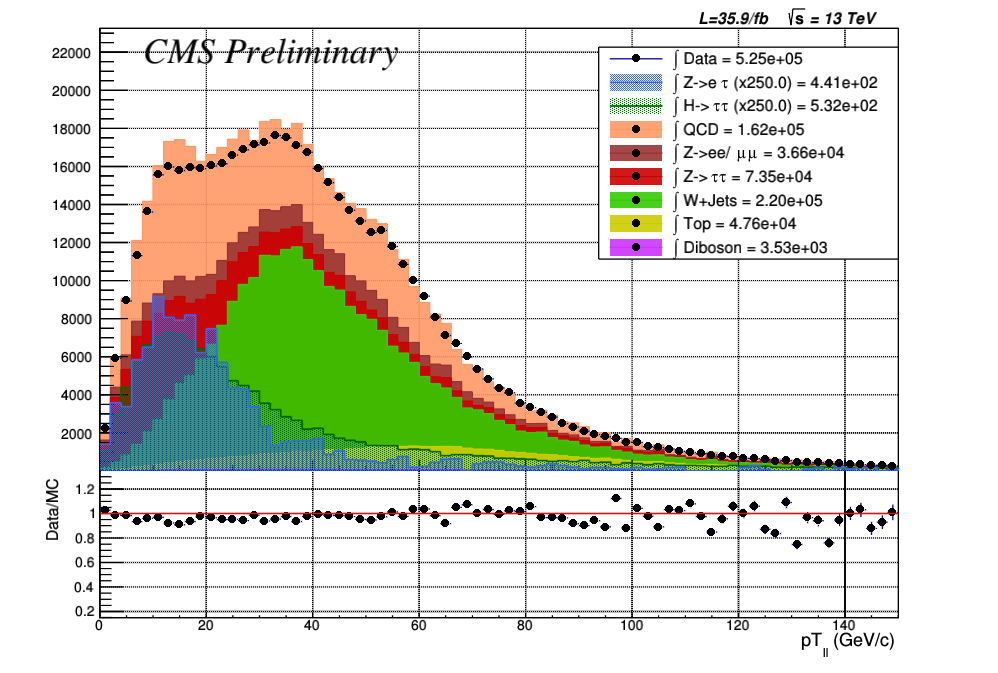 L=35.9/fb √s = 13 TeV
CMS Preliminary
∫ Data = 5.25e+05
∫ Z->e τ (x250.0) = 4.41e+02
∫ H-> ττ (x250.0) = 5.32e+02
∫ QCD = 1.62e+05
∫ Z->ee/ μμ = 3.66e+04
∫ Z-> ττ = 7.35e+04
∫ W+Jets = 2.20e+05
∫ Top = 4.76e+04
∫ Diboson = 3.53e+03
22000
20000
18000
16000
14000
12000
10000
8000
6000
4000
2000
Data/MC
1.2
1
0.8
0.6
0.4
0.2
0 20 40 60 80 100 120 140
pT_ll (GeV/c)